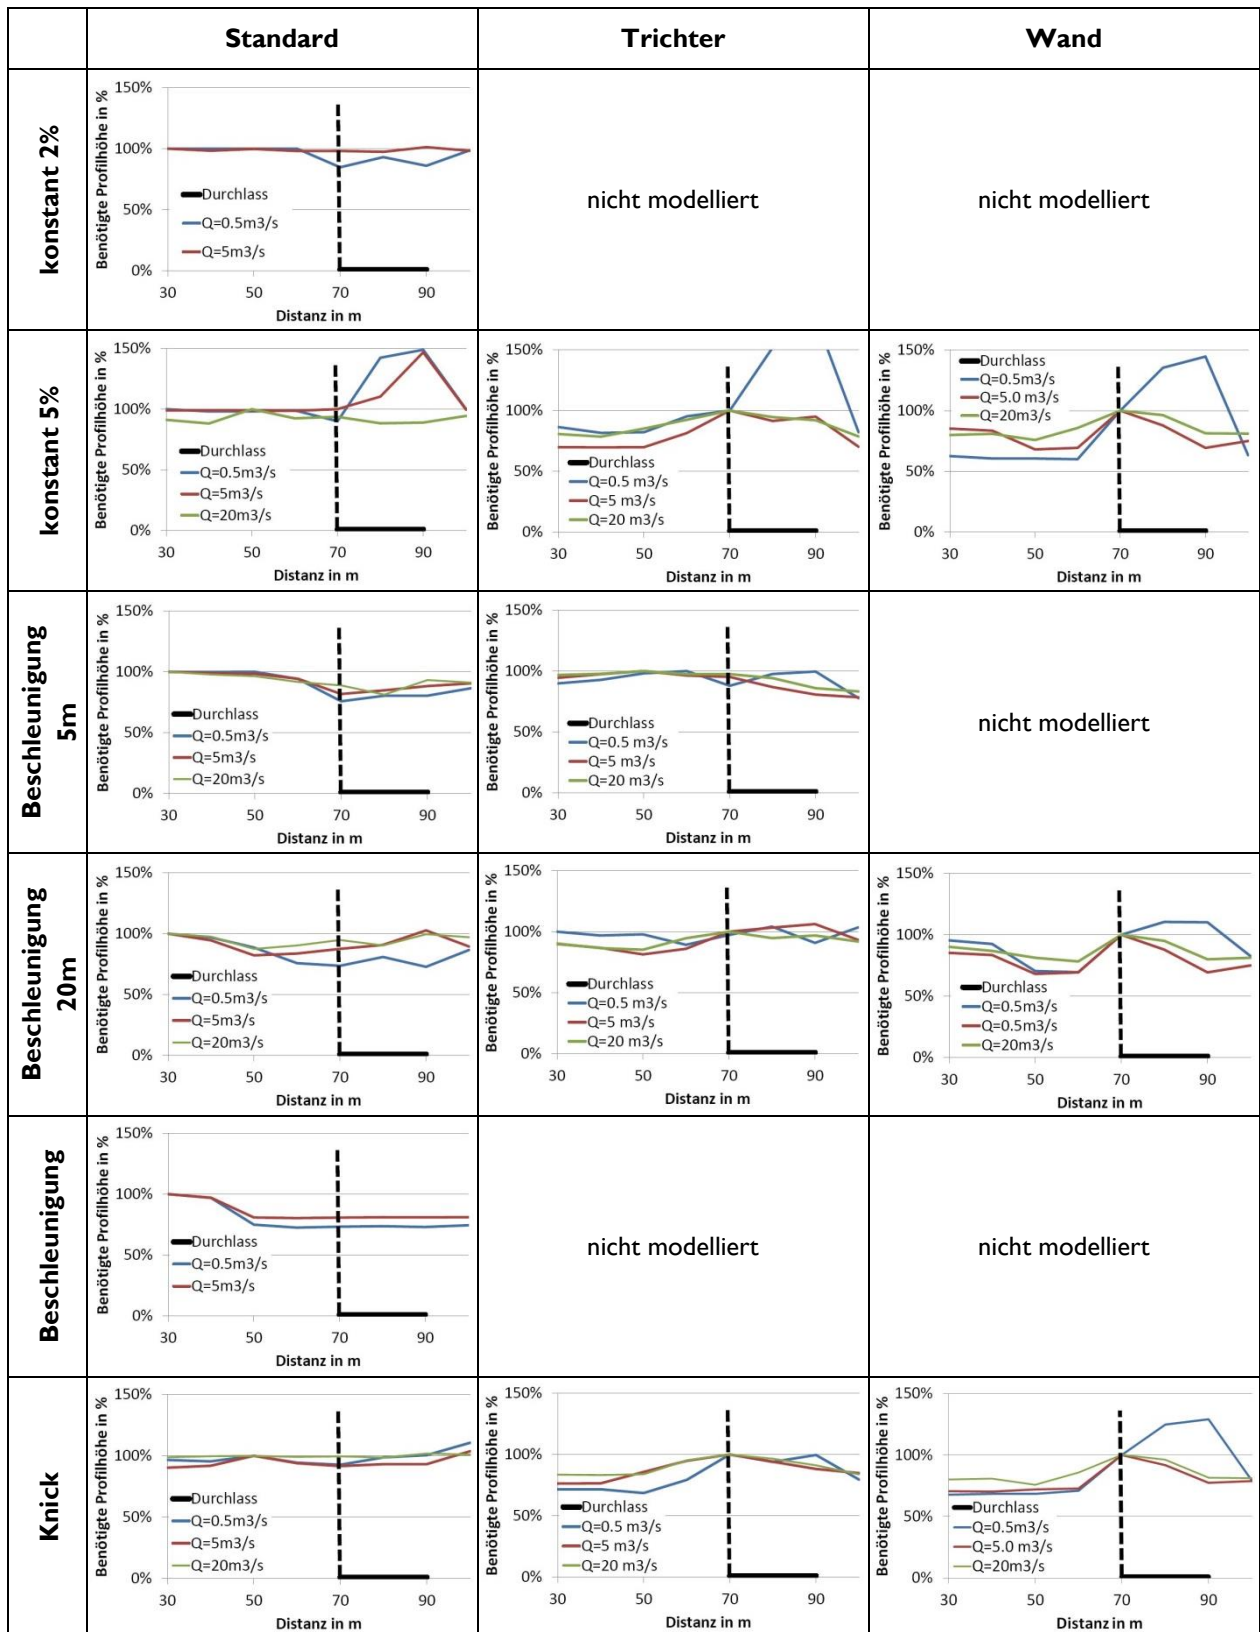 Standard
Trichter
Wand
konstant 2%
Benötigte Profilhöhe in %
150%
100%
50%
0%
Durchlass
Q=0.5m3/s
Q=5m3/s
30 50 70 90
Distanz in m
nicht modelliert
nicht modelliert
konstant 5%
Benötigte Profilhöhe in %
150%
100%
50%
0%
Durchlass
Q=0.5m3/s
Q=5m3/s
Q=20m3/s
30 50 70 90
Distanz in m
Benötigte Profilhöhe in %
150%
100%
50%
0%
Durchlass
Q=0.5 m3/s
Q=5 m3/s
Q=20 m3/s
30 50 70 90
Distanz in m
Benötigte Profilhöhe in %
150%
100%
50%
0%
Durchlass
Q=0.5m3/s
Q=5.0 m3/s
Q=20m3/s
30 50 70 90
Distanz in m
Beschleunigung
5m
Benötigte Profilhöhe in %
150%
100%
50%
0%
Durchlass
Q=0.5m3/s
Q=5m3/s
Q=20m3/s
30 50 70 90
Distanz in m
Benötigte Profilhöhe in %
150%
100%
50%
0%
Durchlass
Q=0.5 m3/s
Q=5 m3/s
Q=20 m3/s
30 50 70 90
Distanz in m
nicht modelliert
Beschleunigung
20m
Benötigte Profilhöhe in %
150%
100%
50%
0%
Durchlass
Q=0.5m3/s
Q=5m3/s
Q=20m3/s
30 50 70 90
Distanz in m
Benötigte Profilhöhe in %
150%
100%
50%
0%
Durchlass
Q=0.5 m3/s
Q=5 m3/s
Q=20 m3/s
30 50 70 90
Distanz in m
Benötigte Profilhöhe in %
150%
100%
50%
0%
Durchlass
Q=0.5m3/s
Q=0.5m3/s
Q=20m3/s
30 50 70 90
Distanz in m
Beschleunigung
Benötigte Profilhöhe in %
150%
100%
50%
0%
Durchlass
Q=0.5m3/s
Q=5m3/s
30 50 70 90
Distanz in m
nicht modelliert
nicht modelliert
Knick
Benötigte Profilhöhe in %
150%
100%
50%
0%
Durchlass
Q=0.5m3/s
Q=5m3/s
Q=20m3/s
30 50 70 90
Distanz in m
Benötigte Profilhöhe in %
150%
100%
50%
0%
Durchlass
Q=0.5 m3/s
Q=5 m3/s
Q=20 m3/s
30 50 70 90
Distanz in m
Benötigte Profilhöhe in %
150%
100%
50%
0%
Durchlass
Q=0.5m3/s
Q=5.0 m3/s
Q=20m3/s
30 50 70 90
Distanz in m